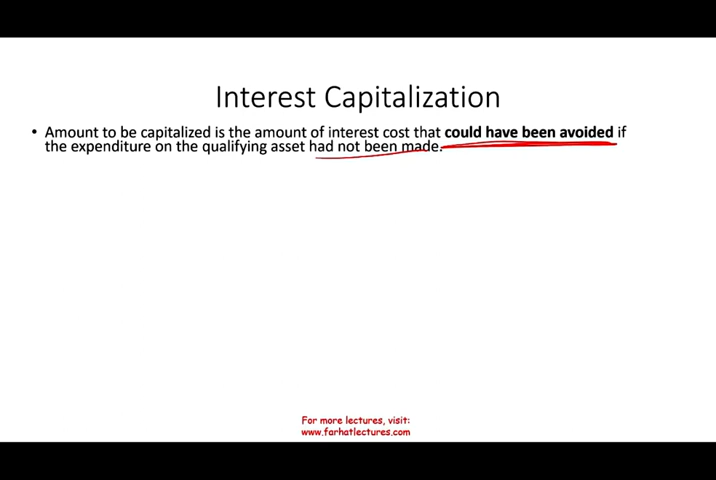 Interest Capitalization
• Amount to be capitalized is the amount of interest cost that could have been avoided if
the expenditure on the qualifying asset had not been made.
For more lectures, visit:
www.farhatlectures.com